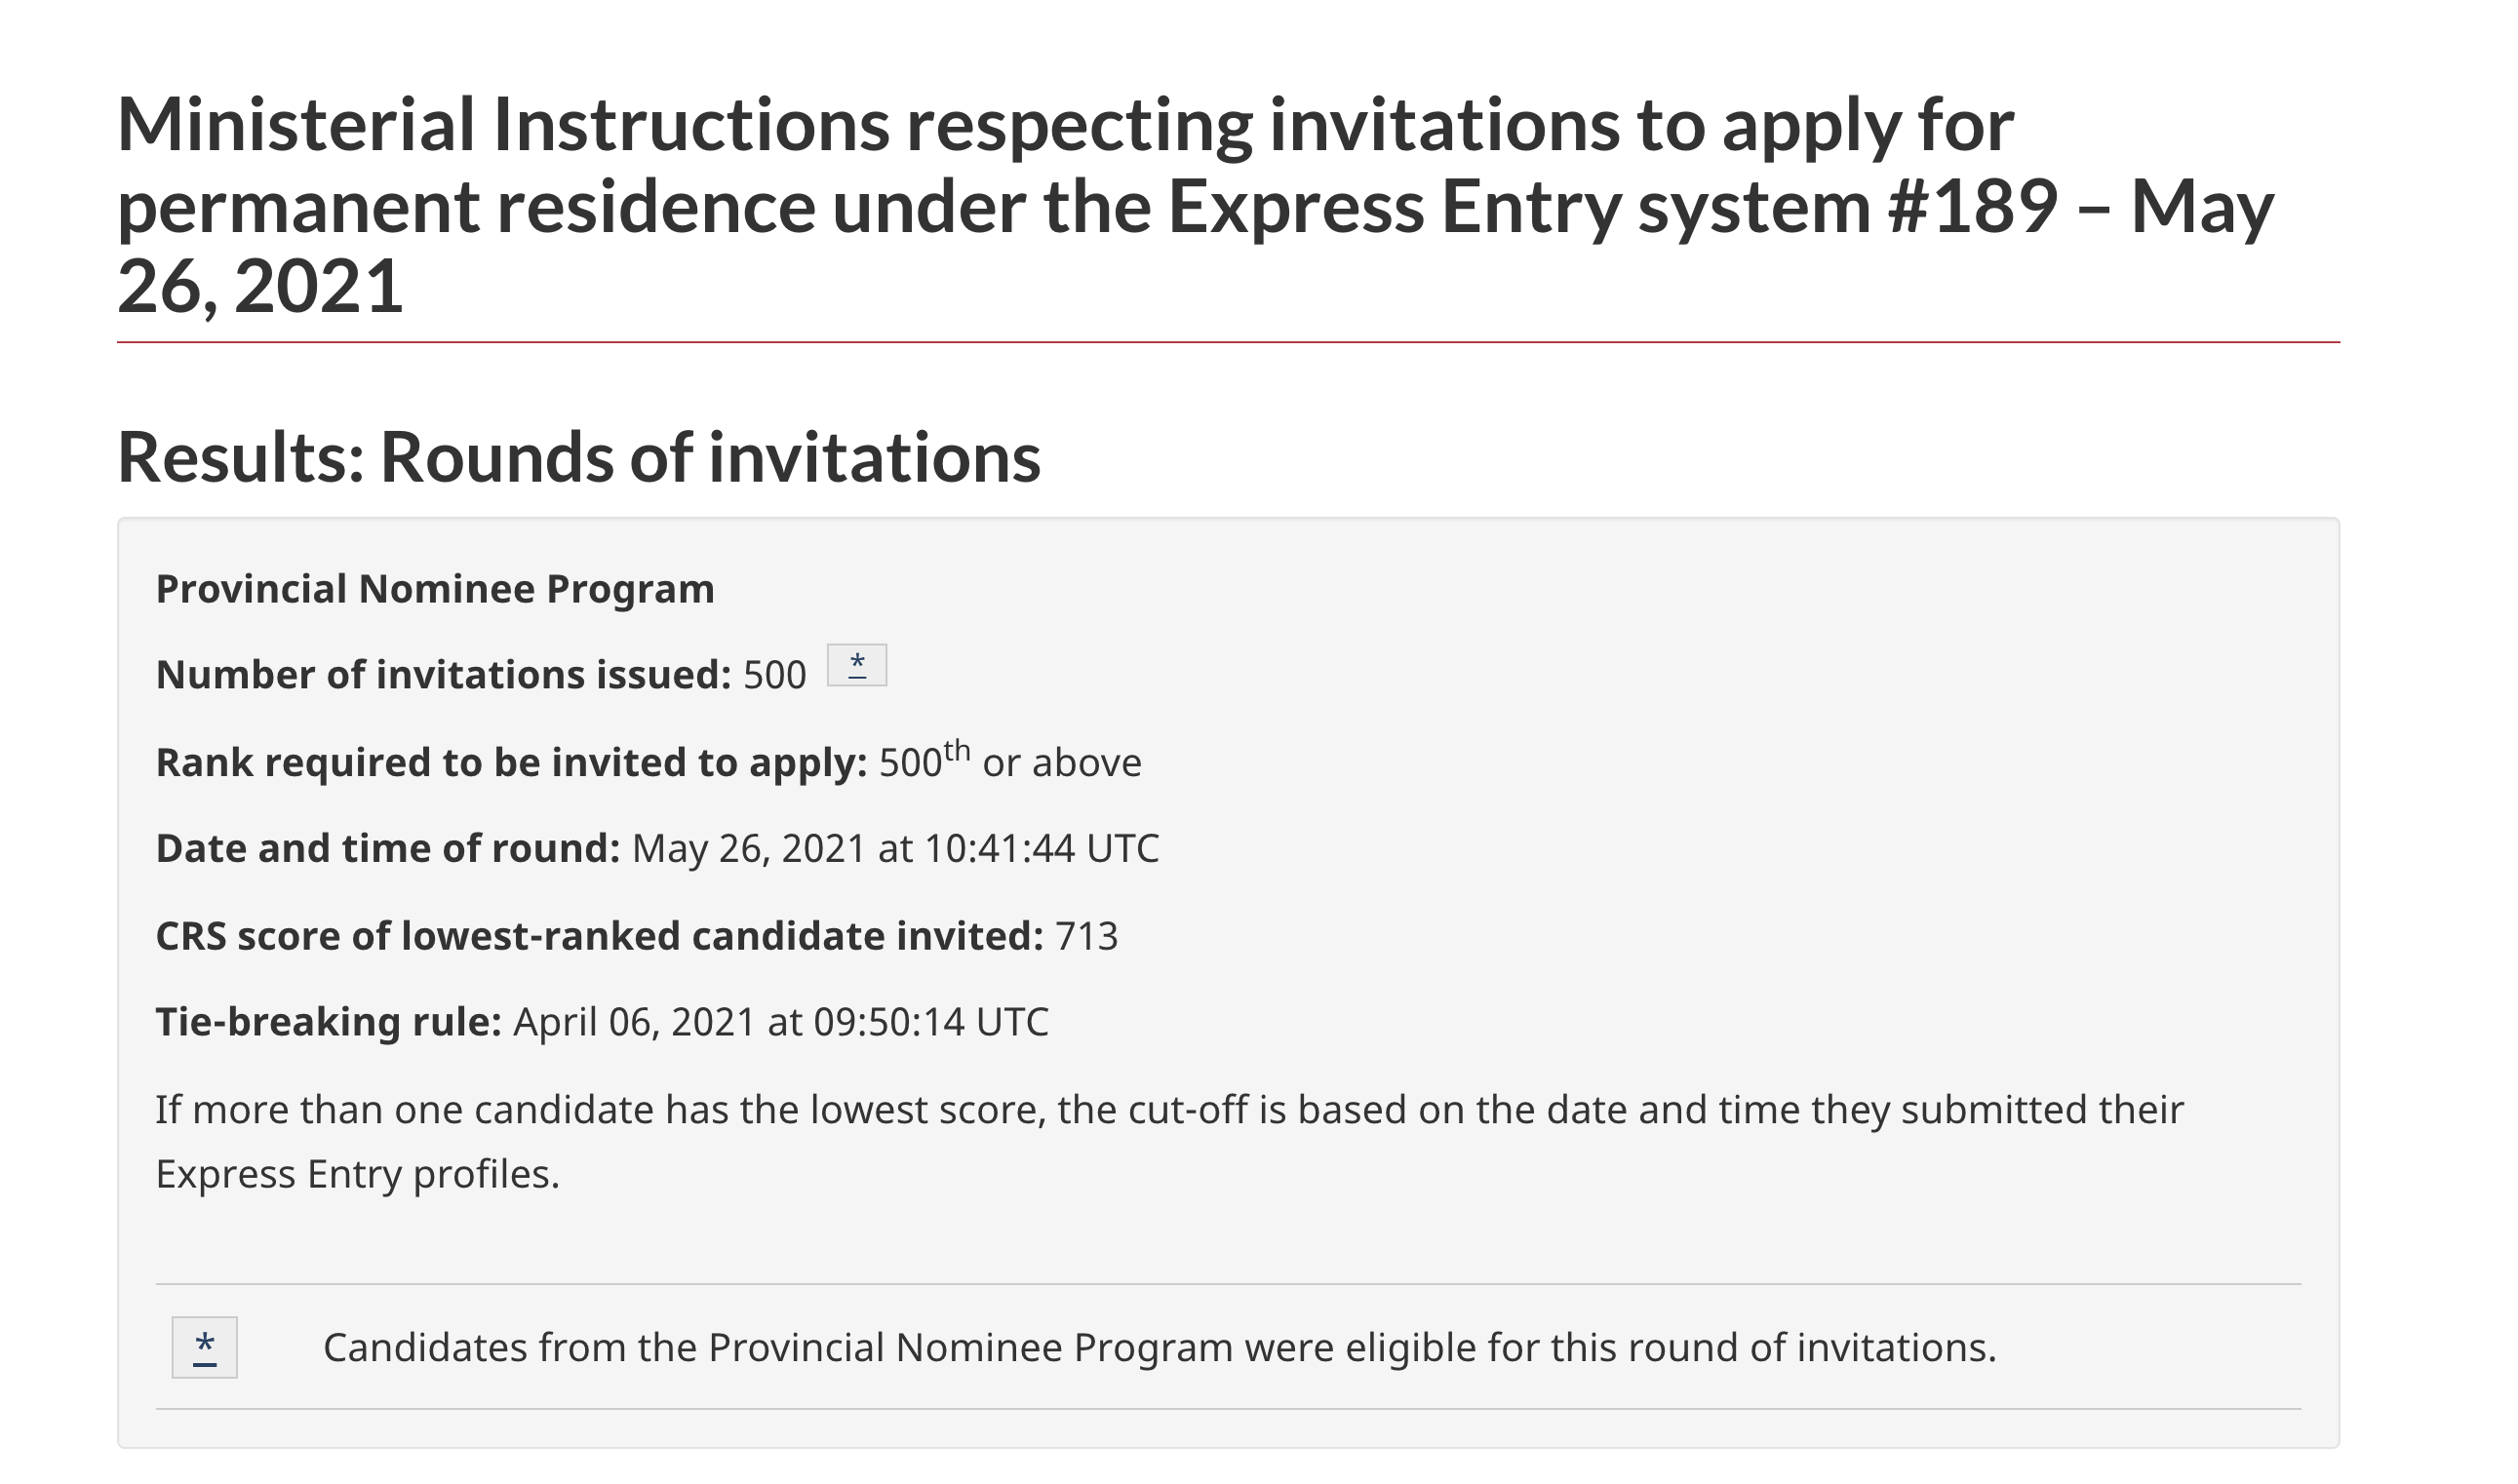 Ministerial Instructions respecting invitations to apply for
permanent residence under the Express Entry system #189 – May
26, 2021
Results: Rounds of invitations
Provincial Nominee Program
Number of invitations issued: 500 *
Rank required to be invited to apply: 500th or above
Date and time of round: May 26, 2021 at 10:41:44 UTC
CRS score of lowest-ranked candidate invited: 713
Tie-breaking rule: April 06, 2021 at 09:50:14 UTC
If more than one candidate has the lowest score, the cut-off is based on the date and time they submitted their
Express Entry profiles.
* Candidates from the Provincial Nominee Program were eligible for this round of invitations.